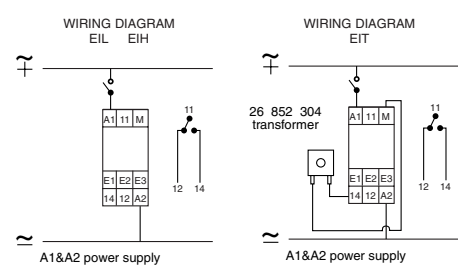 WIRING DIAGRAM
EIL EIH
~
+
A1 11 M
11
E1 E2 E3
14 12 A2
12 14
~
A1&A2 power supply
WIRING DIAGRAM
EIT
~
+
26 852 304
transformer
A1 11 M
11
E1 E2 E3
14 12 A2
12 14
~
A1&A2 power supply